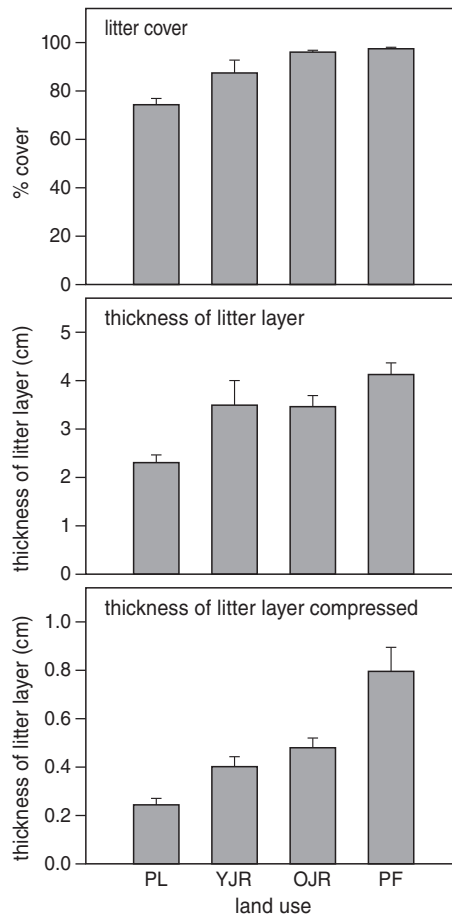 litter cover
% cover
100
80
60
40
20
0
thickness of litter layer
thickness of litter layer (cm)
5
4
3
2
1
0
thickness of litter layer compressed
thickness of litter layer (cm)
1.0
0.8
0.6
0.4
0.2
0.0
PL YJR OJR PF
land use